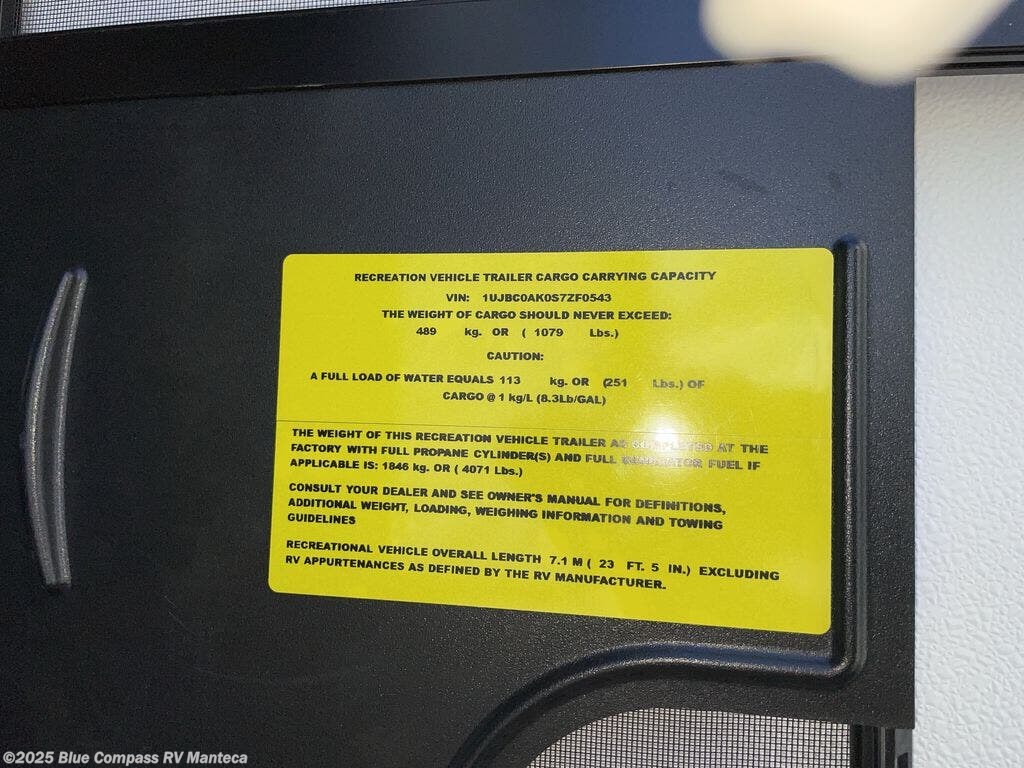 RECREATION VEHICLE TRAILER CARGO CARRYING CAPACITY
VIN: 1UJBC0AK0S7ZF0543
THE WEIGHT OF CARGO SHOULD NEVER EXCEED:
489 kg. OR ( 1079 Lbs.)
CAUTION:
A FULL LOAD OF WATER EQUALS 113 kg. OR (251 Lbs.) OF
CARGO @ 1 kg/L (8.3Lb/GAL)
THE WEIGHT OF THIS RECREATION VEHICLE TRAILER AS COMPLETED AT THE
FACTORY WITH FULL PROPANE CYLINDER(S) AND FULL GENERATOR FUEL IF
APPLICABLE IS: 1846 kg. OR ( 4071 Lbs.)
CONSULT YOUR DEALER AND SEE OWNER'S MANUAL FOR DEFINITIONS,
ADDITIONAL WEIGHT, LOADING, WEIGHING INFORMATION AND TOWING
GUIDELINES
RECREATIONAL VEHICLE OVERALL LENGTH 7.1 M ( 23 FT. 5 IN.) EXCLUDING
RV APPURTENANCES AS DEFINED BY THE RV MANUFACTURER.
©2025 Blue Compass RV Manteca